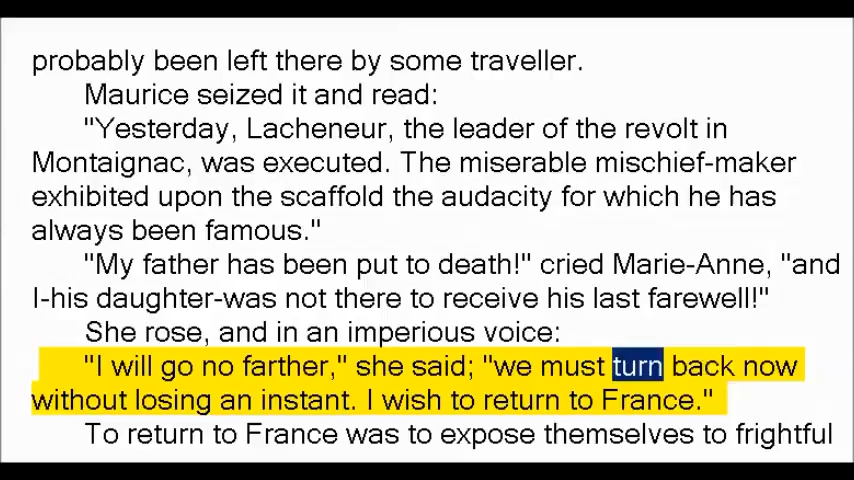 probably been left there by some traveller.
Maurice seized it and read:
"Yesterday, Lacheneur, the leader of the revolt in
Montaignac, was executed. The miserable mischief-maker
exhibited upon the scaffold the audacity for which he has
always been famous."
"My father has been put to death!" cried Marie-Anne, "and
I-his daughter-was not there to receive his last farewell!"
She rose, and in an imperious voice:
"I will go no farther," she said; "we must turn back now
without losing an instant. I wish to return to France."
To return to France was to expose themselves to frightful